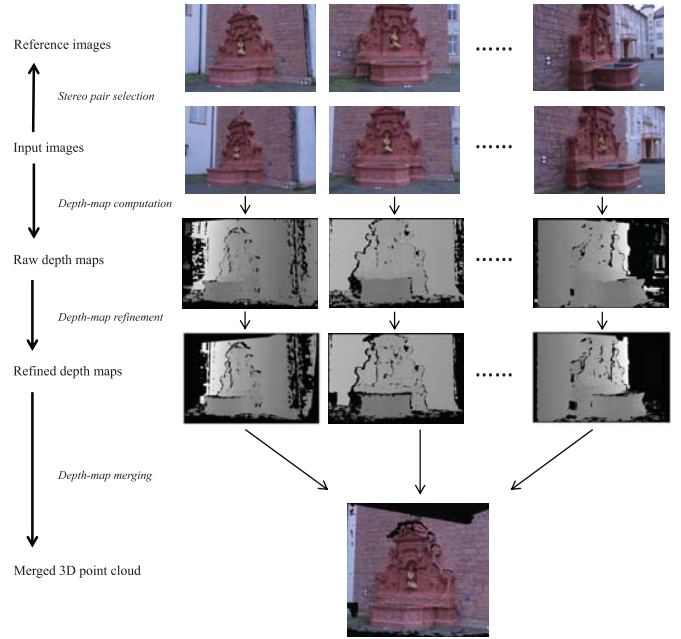 Reference images
Stereo pair selection
Input images
Depth-map computation
Raw depth maps
Depth-map refinement
Refined depth maps
Depth-map merging
Merged 3D point cloud